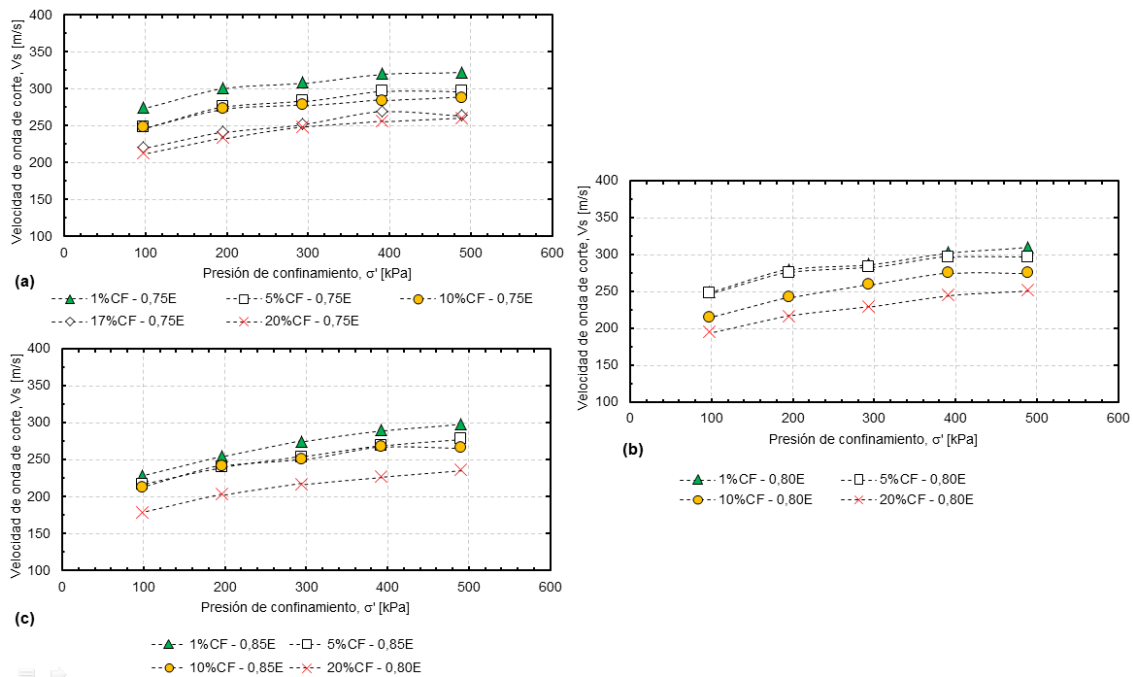 400
350
300
250
200
150
100
Velocidad de onda de corte, Vs [m/s]
0 100 200 300 400 500 600
Presión de confinamiento, σ' [kPa]
(a)
1%CF - 0,75E 5%CF - 0,75E 10%CF - 0,75E
17%CF - 0,75E 20%CF - 0,75E
400
350
300
250
200
150
100
Velocidad de onda de corte, Vs [m/s]
0 100 200 300 400 500 600
Presión de confinamiento, σ' [kPa]
(b)
1%CF - 0,80E 5%CF - 0,80E
10%CF - 0,80E 20%CF - 0,80E
400
350
300
250
200
150
100
Velocidad de onda de corte, Vs [m/s]
0 100 200 300 400 500 600
Presión de confinamiento, σ' [kPa]
(c)
1%CF - 0,85E 5%CF - 0,85E
10%CF - 0,85E 20%CF - 0,80E